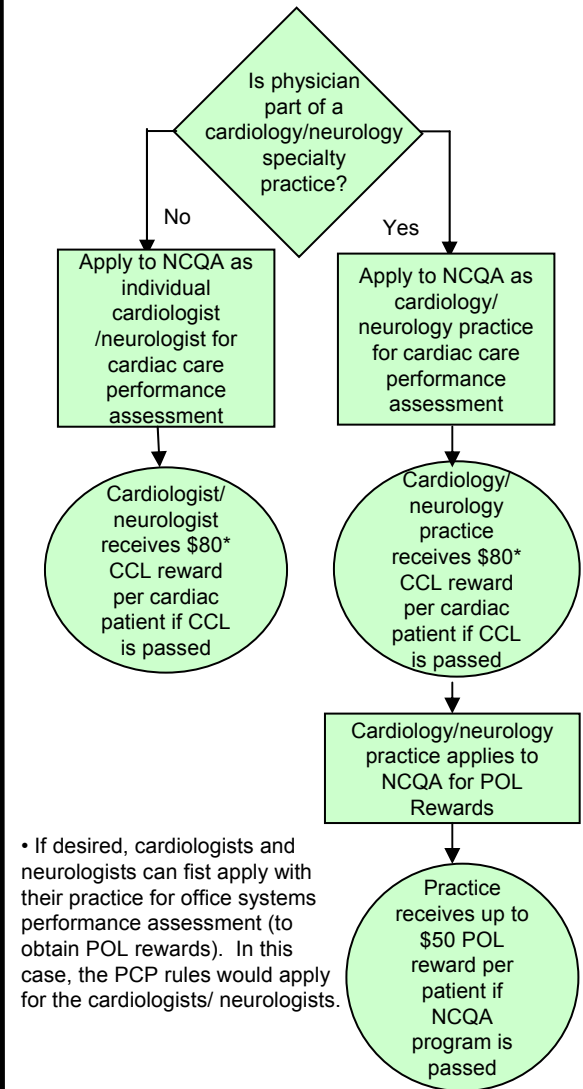 Is physician
part of a
cardiology/neurology
specialty
practice?
No
Yes
Apply to NCQA as
individual
cardiologist
/neurologist for
cardiac care
performance
assessment
Apply to NCQA as
cardiology/
neurology practice
for cardiac care
performance
assessment
Cardiologist/
neurologist
receives $80*
CCL reward
per cardiac
patient if CCL
is passed
Cardiology/
neurology
practice
receives $80*
CCL reward
per cardiac
patient if CCL
is passed
Cardiology/neurology
practice applies to
NCQA for POL
Rewards
• If desired, cardiologists and
neurologists can fist apply with
their practice for office systems
performance assessment (to
obtain POL rewards). In this
case, the PCP rules would apply
for the cardiologists/ neurologists.
Practice
receives up to
$50 POL
reward per
patient if
NCQA
program is
passed